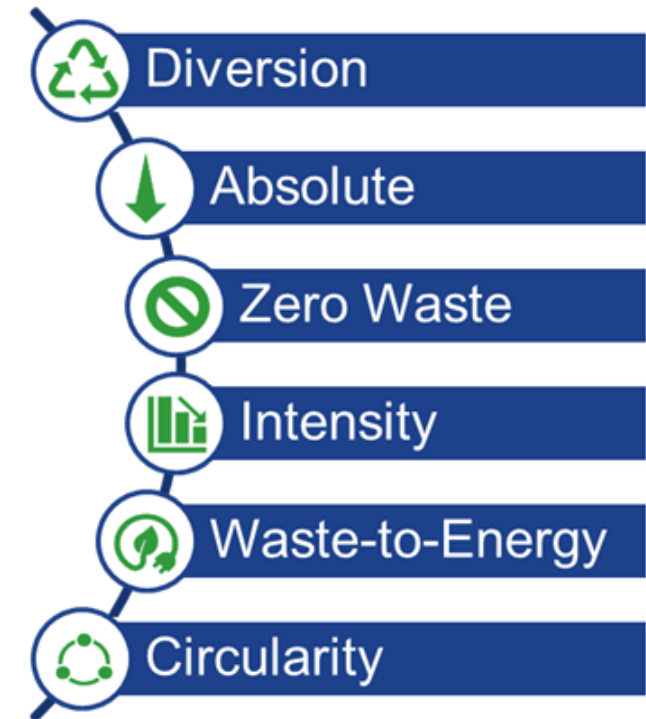 Diversion
Absolute
Zero Waste
Intensity
Waste-to-Energy
Circularity